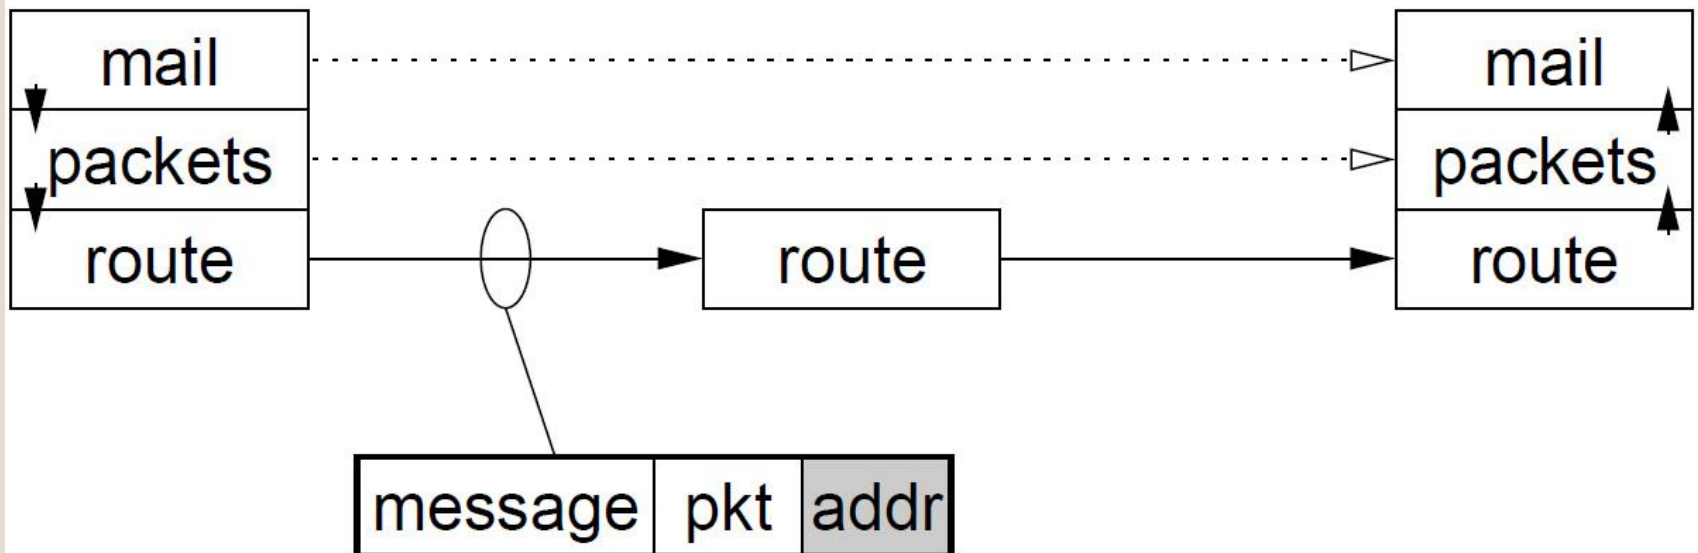 mail mail
packets packets
route route route
message pkt addr